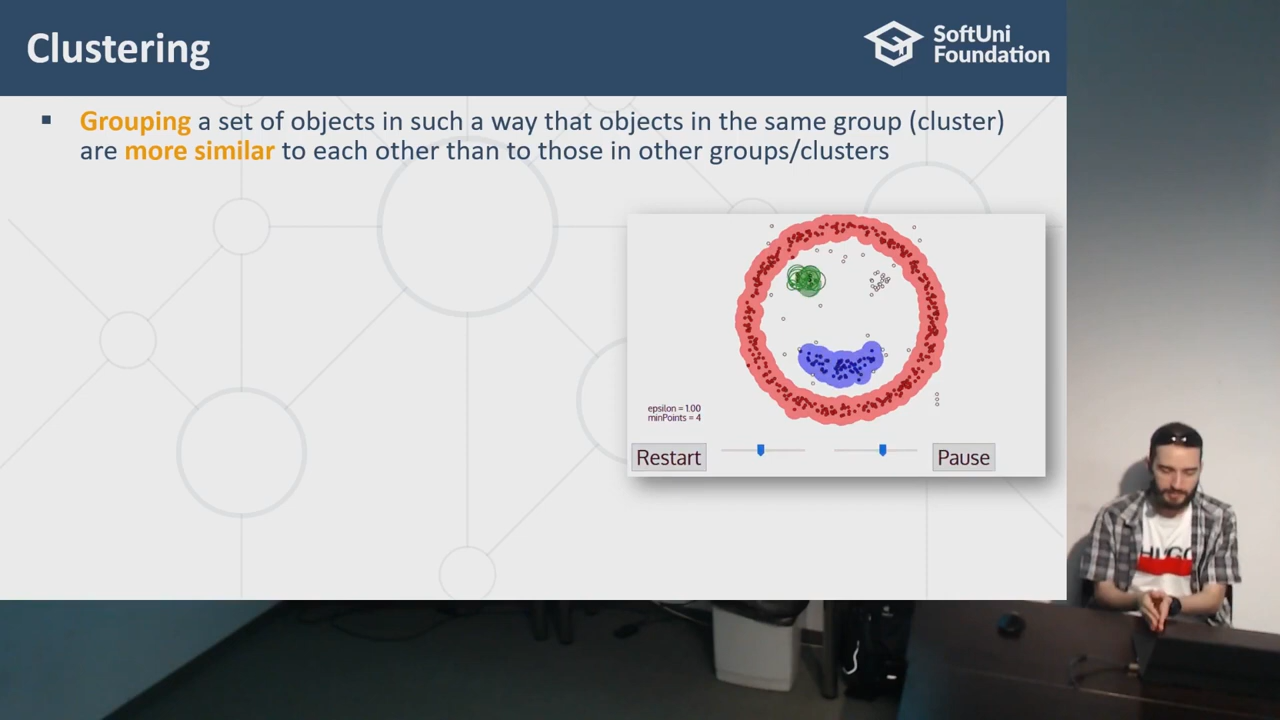 Clustering
SoftUni
Foundation
▪ Grouping a set of objects in such a way that objects in the same group (cluster)
are more similar to each other than to those in other groups/clusters
epsilon = 1.00
minPoints = 4
Restart
Pause
HUGO